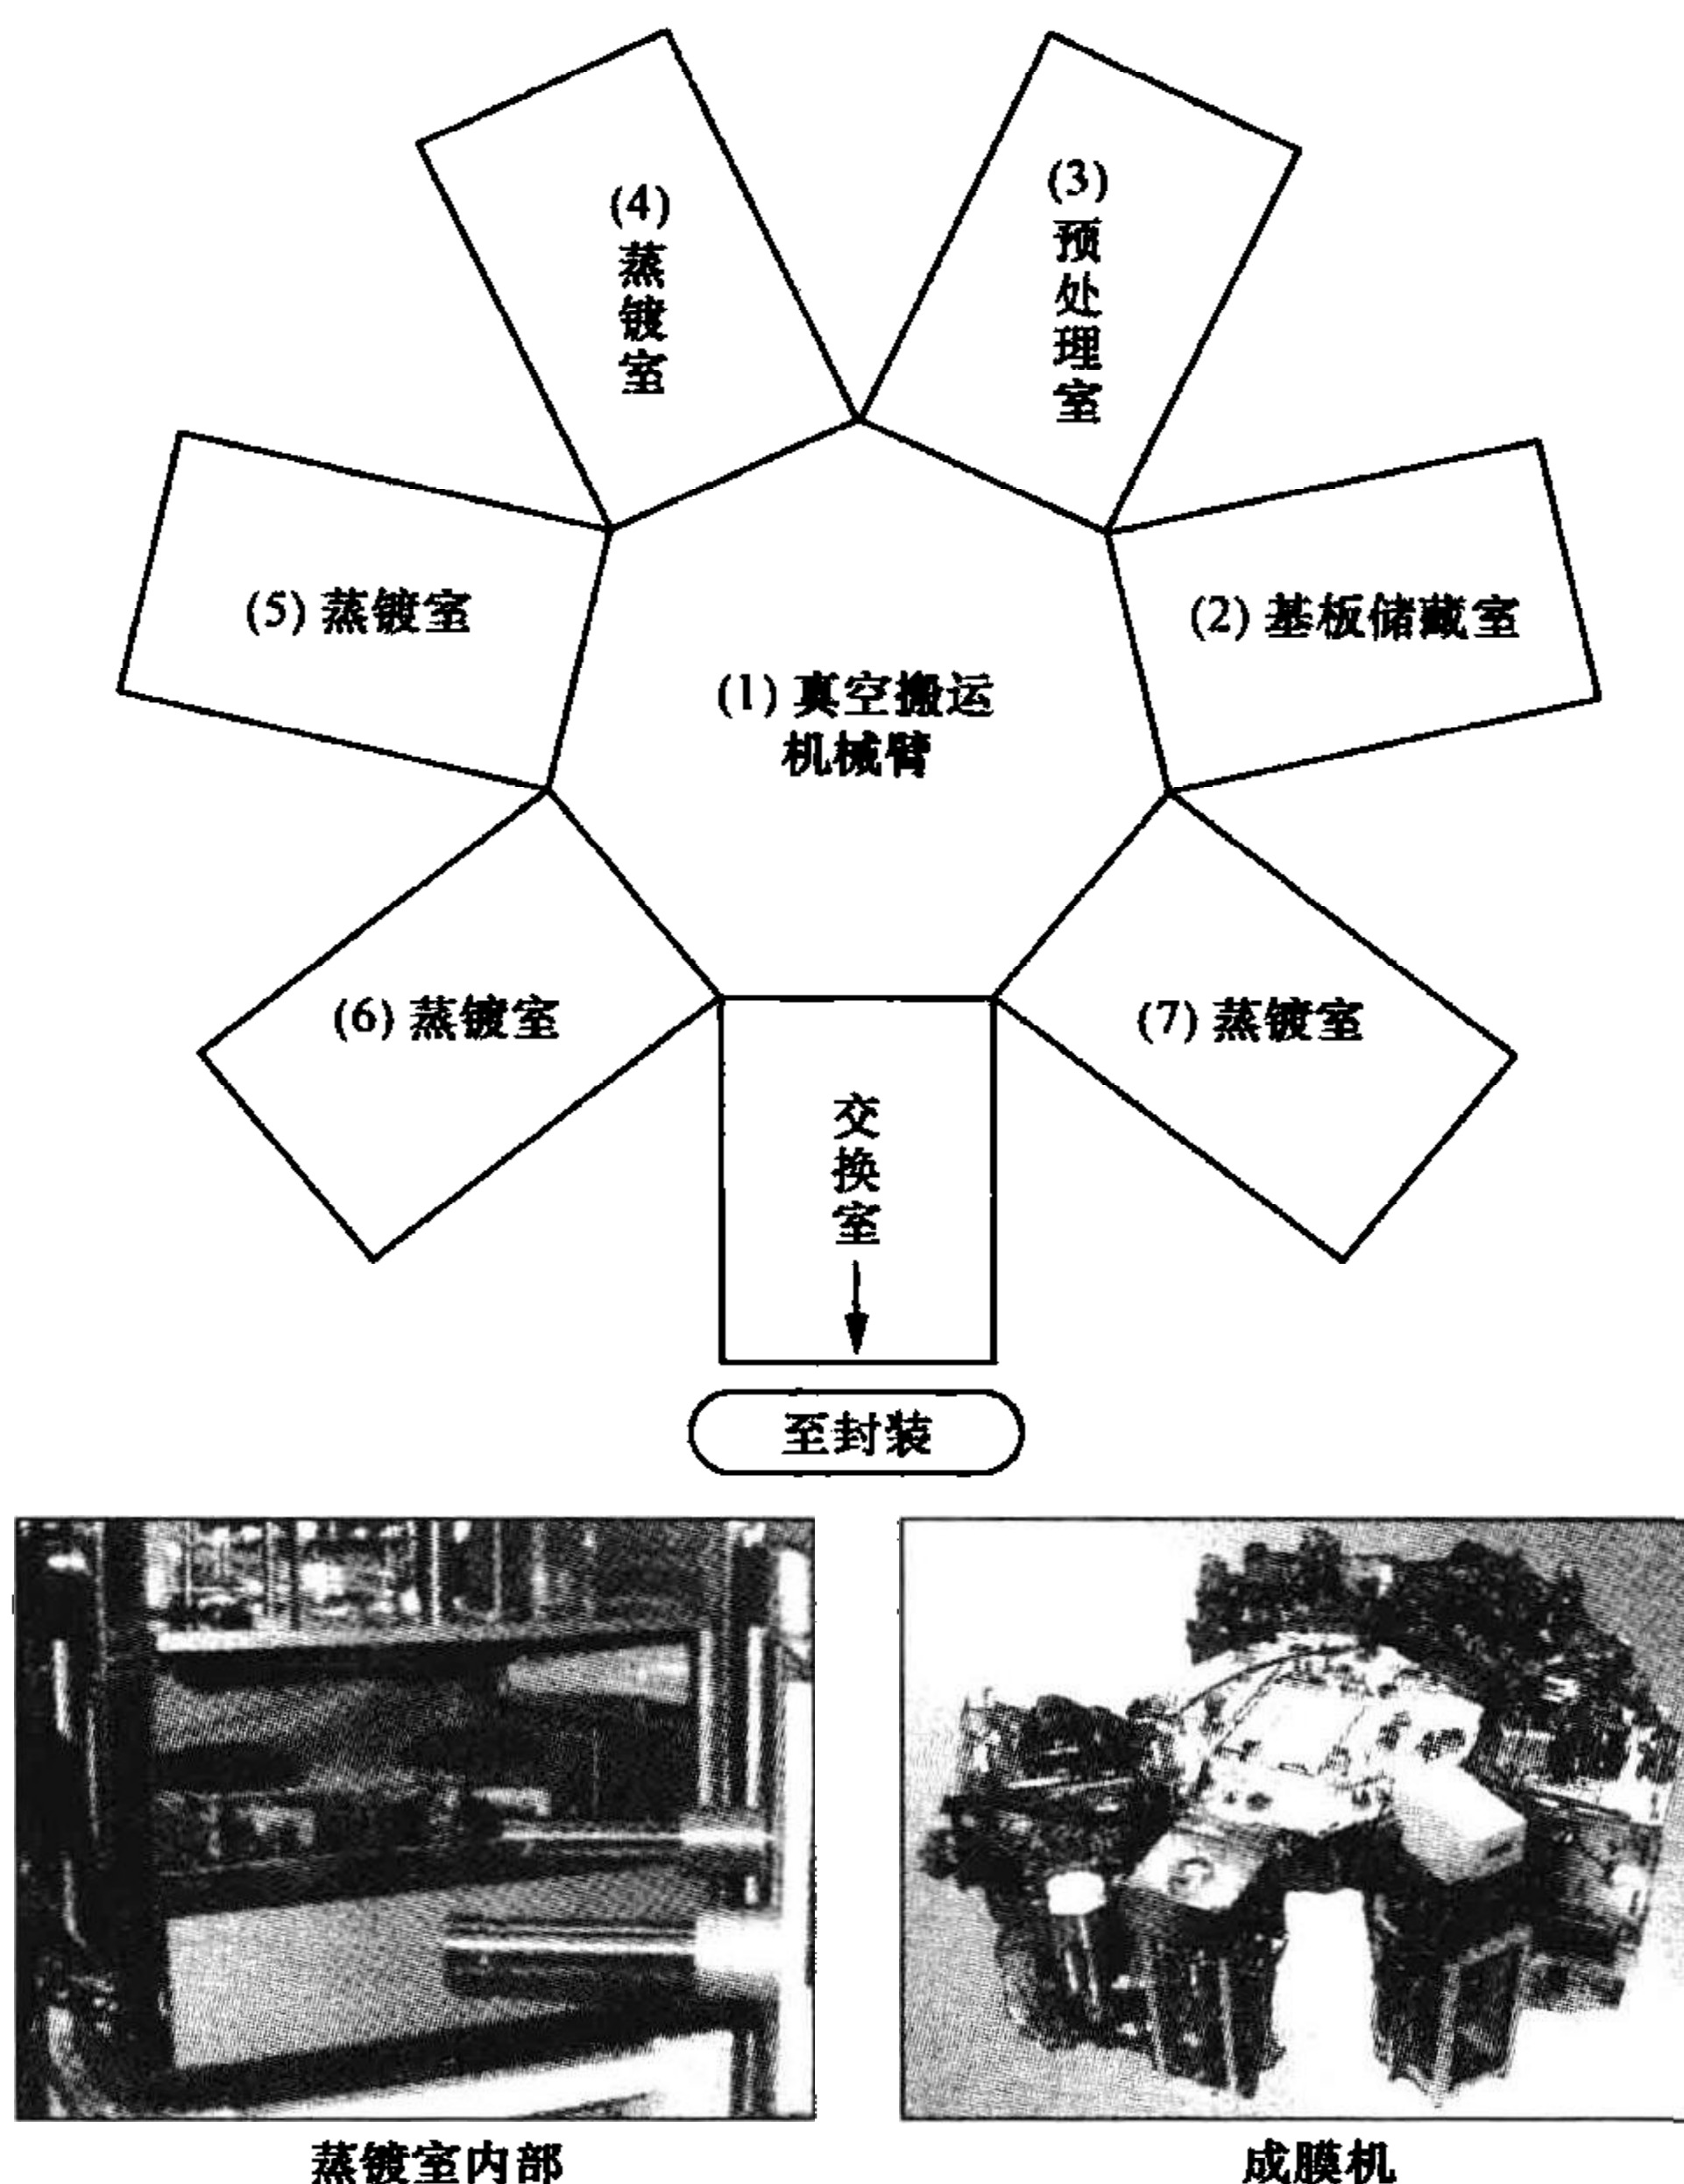 (4)
蒸
镀
室
(3)
预
处
理
室
(5) 蒸镀室
(2) 基板储藏室
(1) 真空搬运
机械臂
(6) 蒸镀室
(7) 蒸镀室
交
换
室
至封装
蒸镀室内部
成膜机